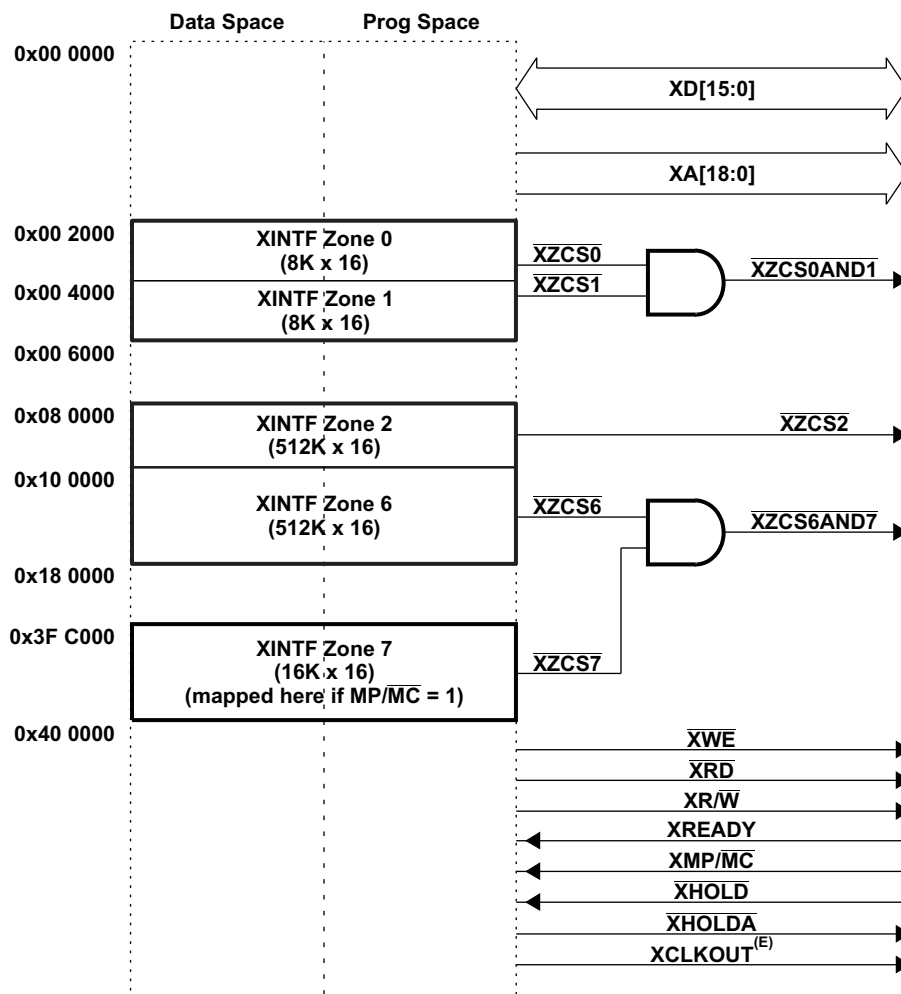 Data Space Prog Space
0x00 0000
XD[15:0]
XA[18:0]
0x00 2000
XINTF Zone 0
(8K x 16)
XZCS0
XZCS0AND1
0x00 4000
XINTF Zone 1
(8K x 16)
XZCS1
0x00 6000
0x08 0000
XINTF Zone 2
(512K x 16)
XZCS2
0x10 0000
XINTF Zone 6
(512K x 16)
XZCS6
XZCS6AND7
0x18 0000
0x3F C000
XINTF Zone 7
(16K x 16)
(mapped here if MP/MC = 1)
XZCS7
0x40 0000
XWE
XRD
XR/W
XREADY
XMP/MC
XHOLD
XHOLDA
XCLKOUT(E)